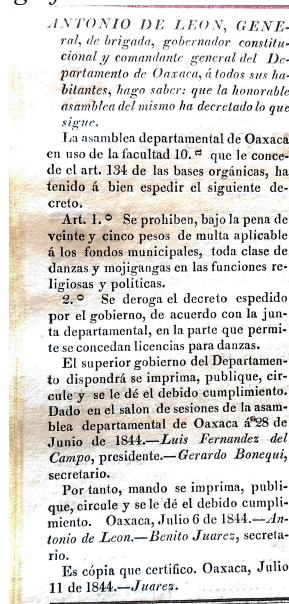 ANTONIO DE LEON, GENE-
ral, de brigada, gobernador constitu-
cional y comandante general del De-
partamento de Oaxaca, á todos sus ha-
bitantes, hago saber: que la honorable
asamblea del mismo ha decretado lo que
sigue.
La asamblea departamental de Oaxaca
en uso de la facultad 10.ª que le conce-
de el art. 134 de las bases orgánicas, ha
tenido á bien espedir el siguiente de-
creto.
Art. 1.º Se prohiben, bajo la pena de
veinte y cinco pesos de multa aplicable
á los fondos municipales, toda clase de
danzas y mojigangas en las funciones re-
ligiosas y politicas.
2.º Se deroga el decreto espedido
por el gobierno, de acuerdo con la jun-
ta departamental, en la parte que permi-
te se concedan licencias para danzas.
El superior gobierno del Departamen-
to dispondrá se imprima, publique, cir-
cule y se le dé el debido cumplimiento.
Dado en el salon de sesiones de la asam-
blea departamental de Oaxaca á 28 de
Junio de 1844.—Luis Fernandez del
Campo, presidente.—Gerardo Bonequi,
secretario.
Por tanto, mando se imprima, publi-
que, circule y se le dé el debido cumpli-
miento. Oaxaca, Julio 6 de 1844.—An-
tonio de Leon.—Benito Juarez, secreta-
rio.
Es cópia que certifico. Oaxaca, Julio
11 de 1844.—Juarez.